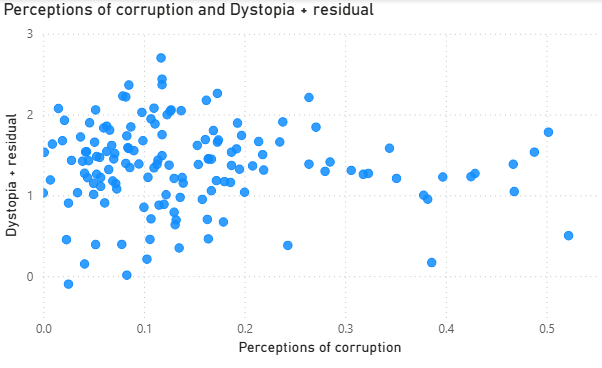 Perceptions of corruption and Dystopia + residual
3
2
1
0
Dystopia + residual
0.0 0.1 0.2 0.3 0.4 0.5
Perceptions of corruption